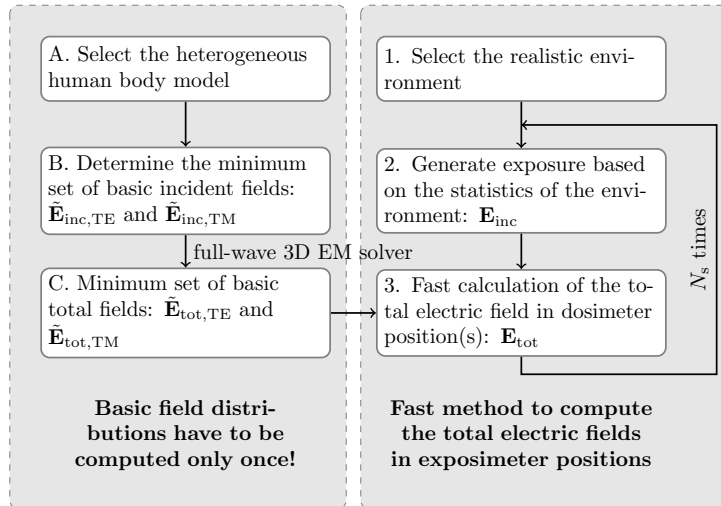 A. Select the heterogeneous
human body model
B. Determine the minimum
set of basic incident fields:
Ẽinc,TE and Ẽinc,TM
full-wave 3D EM solver
C. Minimum set of basic
total fields: Ẽtot,TE and
Ẽtot,TM
Basic field distri-
butions have to be
computed only once!
1. Select the realistic envi-
ronment
2. Generate exposure based
on the statistics of the envi-
ronment: Einc
3. Fast calculation of the to-
tal electric field in dosimeter
position(s): Etot
Ns times
Fast method to compute
the total electric fields
in exposimeter positions